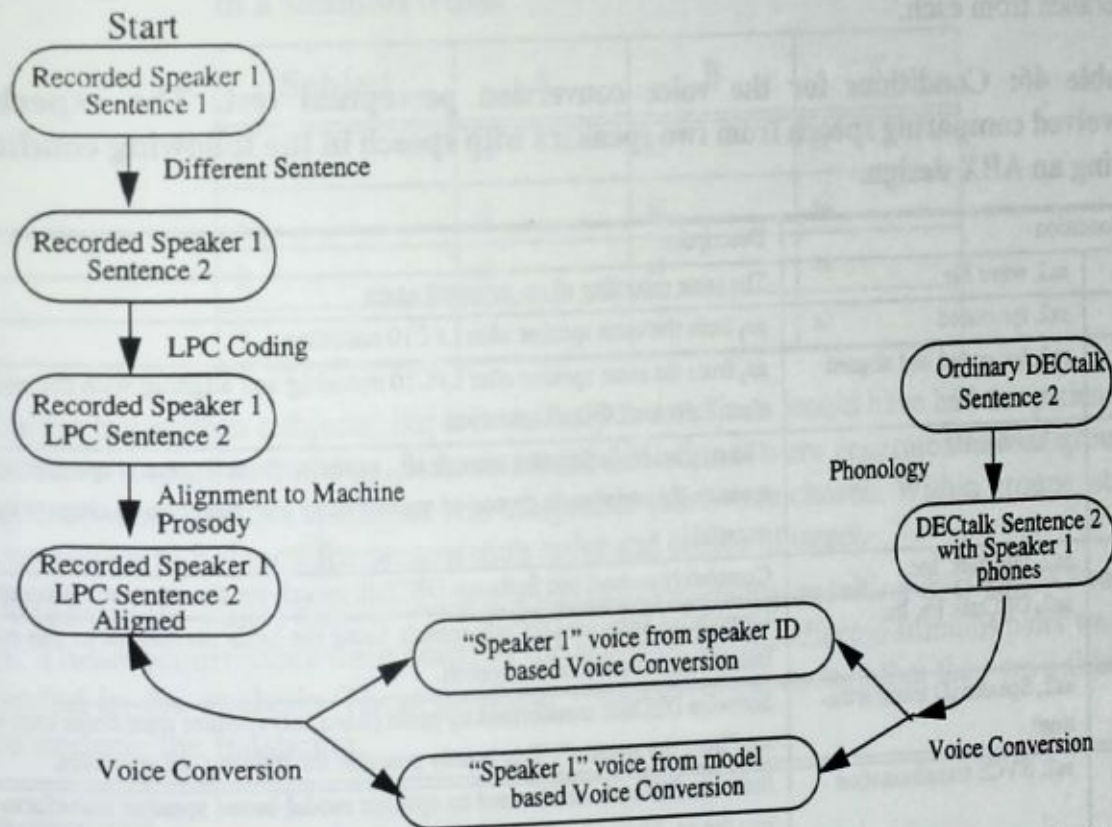 Start
Recorded Speaker 1
Sentence 1
Different Sentence
Recorded Speaker 1
Sentence 2
LPC Coding
Recorded Speaker 1
LPC Sentence 2
Alignment to Machine
Prosody
Recorded Speaker 1
LPC Sentence 2
Aligned
Ordinary DECtalk
Sentence 2
Phonology
DECtalk Sentence 2
with Speaker 1
phones
“Speaker 1” voice from speaker ID
based Voice Conversion
Voice Conversion
“Speaker 1” voice from model
based Voice Conversion
Voice Conversion